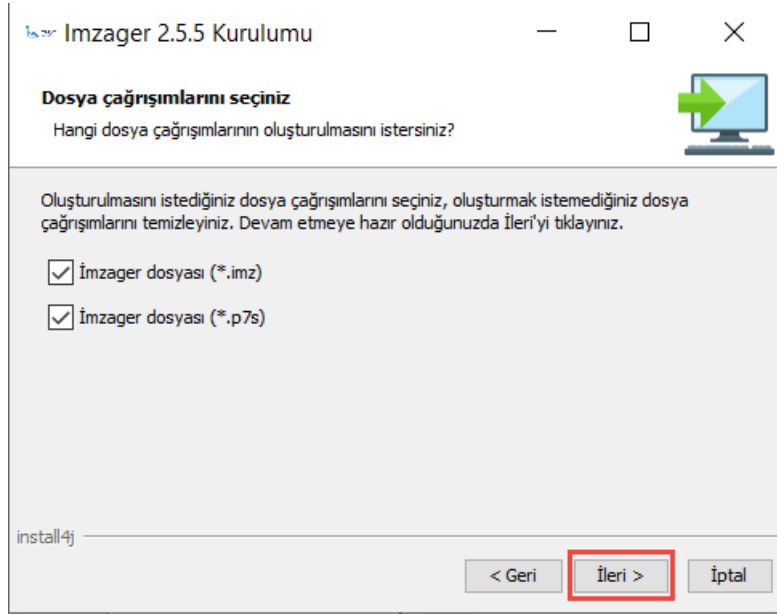 Imzager 2.5.5 Kurulumu
Dosya çağrışımlarını seçiniz
Hangi dosya çağrışımlarının oluşturulmasını istersiniz?
Oluşturulmasını istediğiniz dosya çağrışımlarını seçiniz, oluşturmak istemediğiniz dosya
çağrışımlarını temizleyiniz. Devam etmeye hazır olduğunuzda İleri'yi tıklayınız.
İmzager dosyası (*.imz)
İmzager dosyası (*.p7s)
install4j
< Geri İleri > İptal